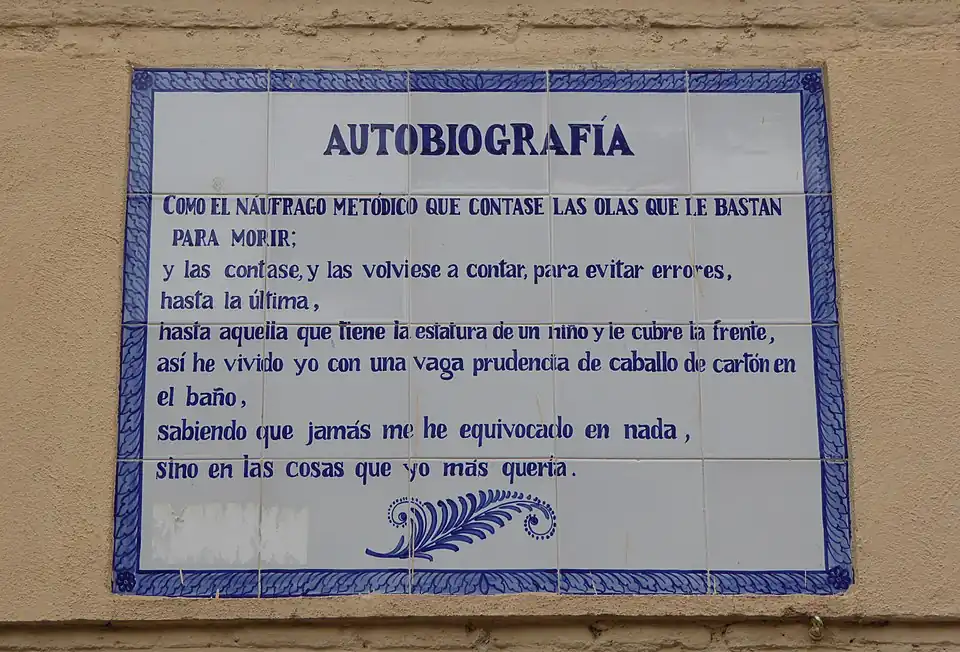 AUTOBIOGRAFÍA
COMO EL NÁUFRAGO METÓDICO QUE CONTASE LAS OLAS QUE LE BASTAN
PARA MORIR;
y las contase, y las volviese a contar, para evitar errores,
hasta la última,
hasta aquella que tiene la estatura de un niño y le cubre la frente,
así he vivido yo con una vaga prudencia de caballo de cartón en
el baño,
sabiendo que jamás me he equivocado en nada,
sino en las cosas que yo más quería.